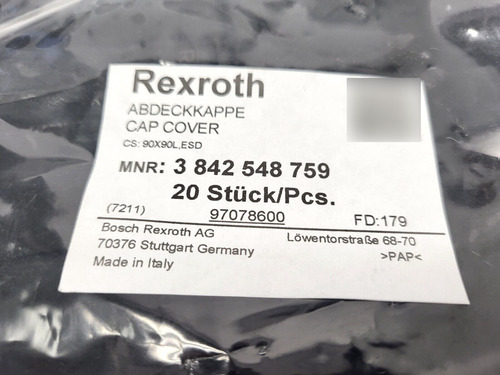 Rexroth
ABDECKKAPPE
CAP COVER
CS: 90X90L,ESD
MNR: 3 842 548 759
20 Stück/Pcs.
(7211) 97078600 FD:179
Bosch Rexroth AG Löwentorstraße 68-70
70376 Stuttgart Germany >PAP<
Made in Italy